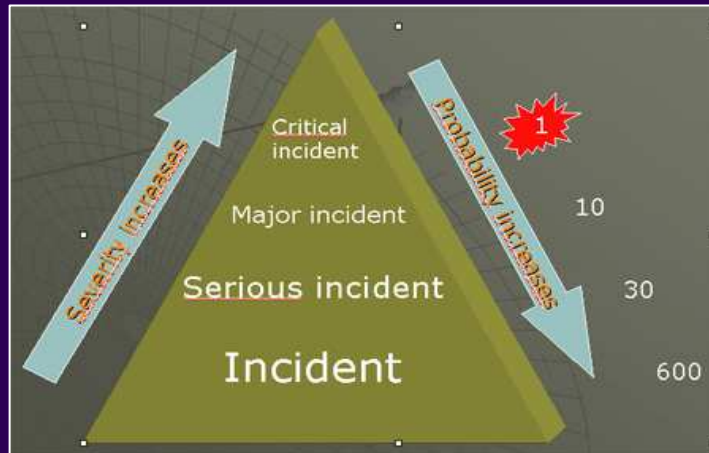 Severity increases
Probability increases
Critical
incident
1
Major incident
10
Serious incident
30
Incident
600